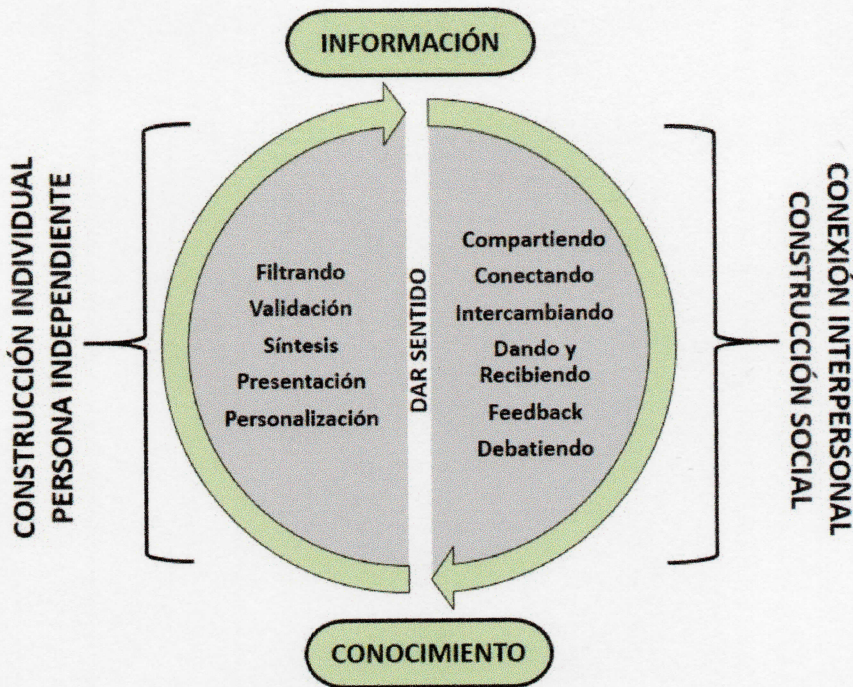 INFORMACIÓN
CONSTRUCCIÓN INDIVIDUAL
PERSONA INDEPENDIENTE
Filtrando
Validación
Síntesis
Presentación
Personalización
DAR SENTIDO
Compartiendo
Conectando
Intercambiando
Dando y
Recibiendo
Feedback
Debatiendo
CONEXIÓN INTERPERSONAL
CONSTRUCCIÓN SOCIAL
CONOCIMIENTO